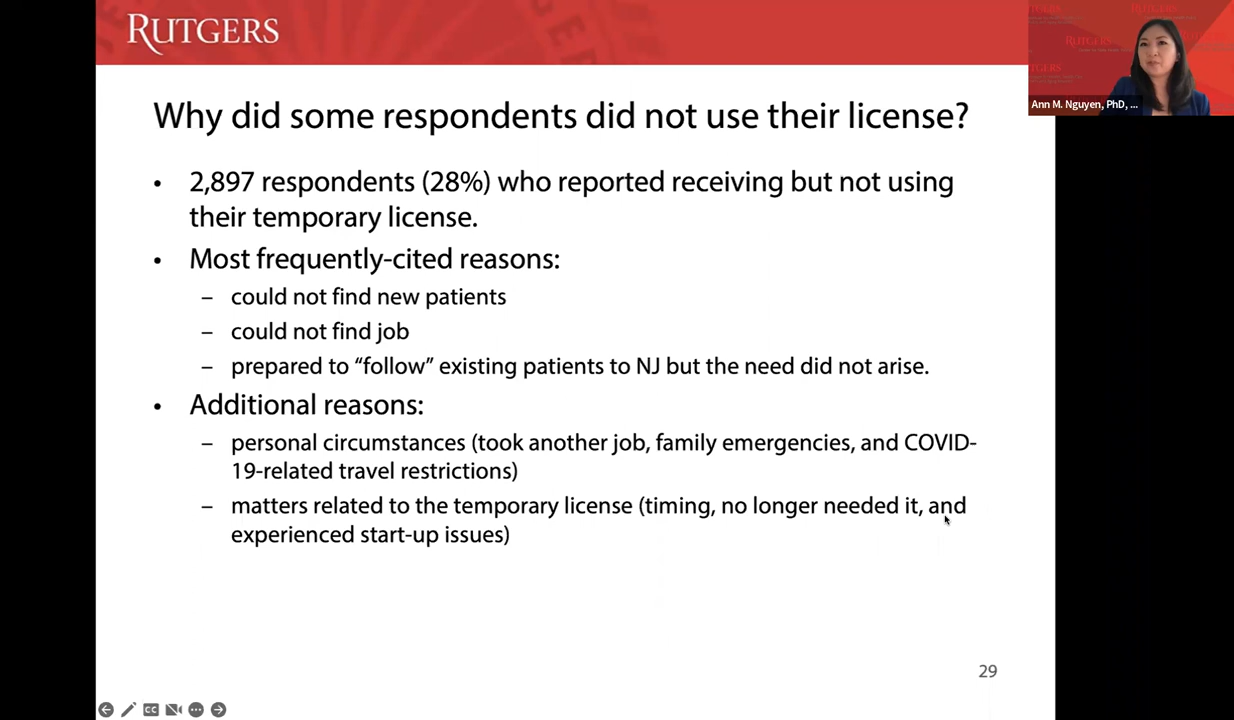 RUTGERS
Ann M. Nguyen, PhD, ...
Why did some respondents did not use their license?
• 2,897 respondents (28%) who reported receiving but not using
their temporary license.
• Most frequently-cited reasons:
– could not find new patients
– could not find job
– prepared to “follow” existing patients to NJ but the need did not arise.
• Additional reasons:
– personal circumstances (took another job, family emergencies, and COVID-
19-related travel restrictions)
– matters related to the temporary license (timing, no longer needed it, and
experienced start-up issues)
29
CC